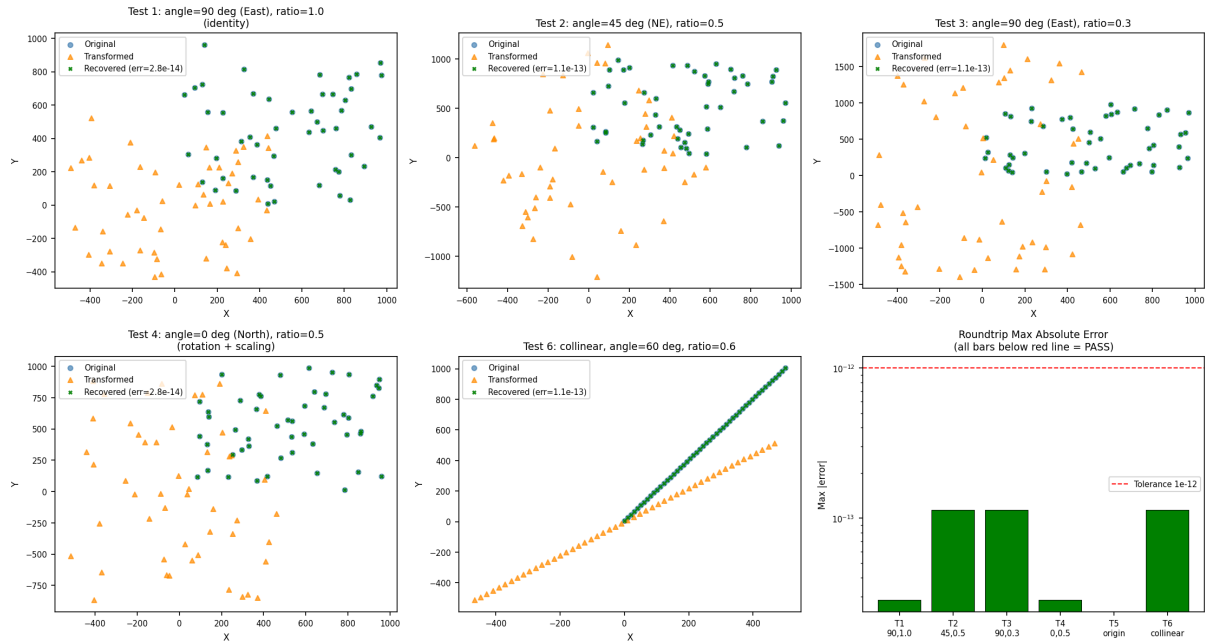 Test 1: angle=90 deg (East), ratio=1.0
(identity)
Original
Transformed
Recovered (err=2.8e-14)
1000
800
600
400
200
0
−200
−400
Y
−400
−200
0
200
400
600
800
1000
X
Test 2: angle=45 deg (NE), ratio=0.5
Original
Transformed
Recovered (err=1.1e-13)
1000
500
0
−500
−1000
Y
−600
−400
−200
0
200
400
600
800
1000
X
Test 3: angle=90 deg (East), ratio=0.3
Original
Transformed
Recovered (err=1.1e-13)
1500
1000
500
0
−500
−1000
−1500
Y
−400
−200
0
200
400
600
800
1000
X
Test 4: angle=0 deg (North), ratio=0.5
(rotation + scaling)
Original
Transformed
Recovered (err=2.8e-14)
1000
750
500
250
0
−250
−500
−750
Y
−400
−200
0
200
400
600
800
1000
X
Test 6: collinear, angle=60 deg, ratio=0.6
Original
Transformed
Recovered (err=1.1e-13)
1000
800
600
400
200
0
−200
−400
Y
−400
−200
0
200
400
X
Roundtrip Max Absolute Error
(all bars below red line = PASS)
10⁻¹²
10⁻¹³
Max |error|
Tolerance 1e-12
T1
90,1.0
T2
45,0.5
T3
90,0.3
T4
0,0.5
T5
origin
T6
collinear